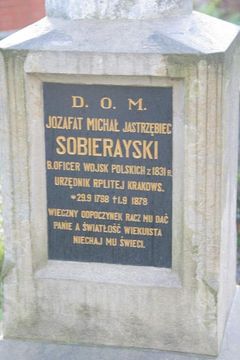 D. O. M.
JOZAFAT MICHAŁ JASTRZĘBIEC
SOBIERAYSKI
B. OFICER WOJSK POLSKICH Z 1831 R.
URZĘDNIK RPLITEJ KRAKOWS.
*29.9 1798 †1.9 1878
WIECZNY ODPOCZYNEK RACZ MU DAĆ
PANIE A ŚWIATŁOŚĆ WIEKUISTA
NIECHAJ MU ŚWIECI.